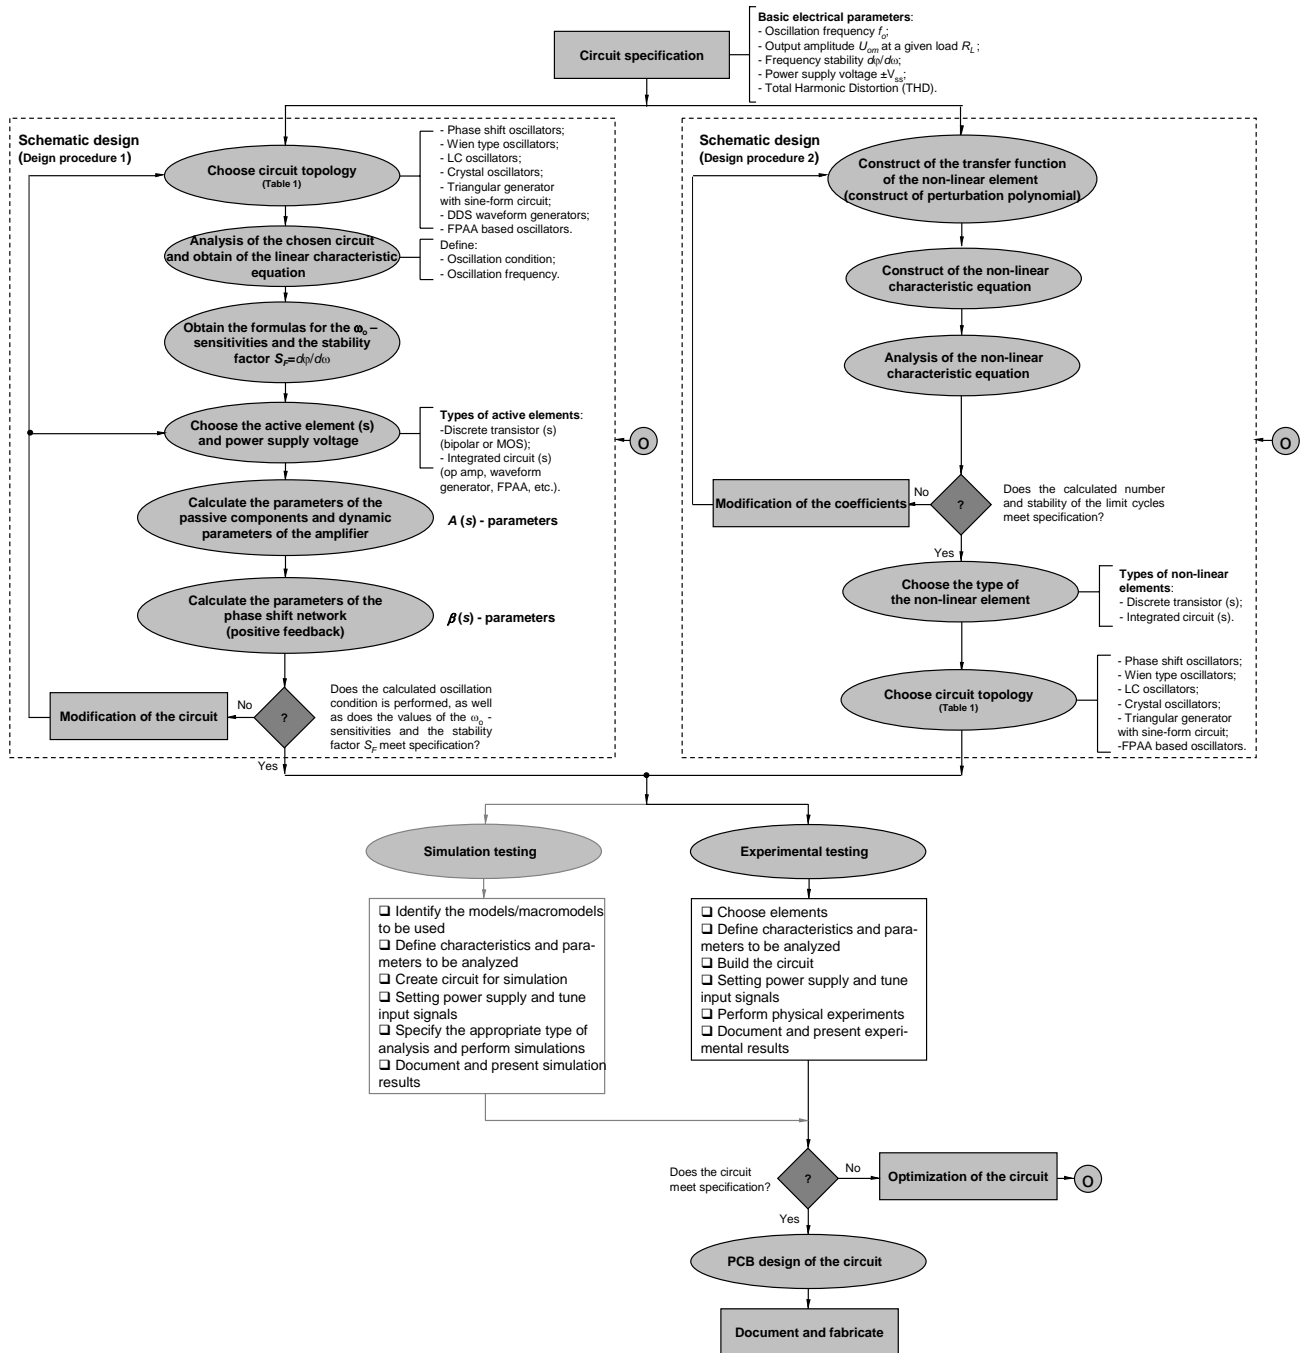 Basic electrical parameters:
- Oscillation frequency fo;
- Output amplitude Uom at a given load RL;
- Frequency stability dφ/dω;
- Power supply voltage ±Vss;
- Total Harmonic Distortion (THD).
Circuit specification
Schematic design
(Deign procedure 1)
Choose circuit topology
(Table 1)
- Phase shift oscillators;
- Wien type oscillators;
- LC oscillators;
- Crystal oscillators;
- Triangular generator
with sine-form circuit;
- DDS waveform generators;
- FPAA based oscillators.
Analysis of the chosen circuit
and obtain of the linear characteristic
equation
Define:
- Oscillation condition;
- Oscillation frequency.
Obtain the formulas for the ωo –
sensitivities and the stability
factor SF=dφ/dω
Choose the active element (s)
and power supply voltage
Types of active elements:
-Discrete transistor (s)
(bipolar or MOS);
- Integrated circuit (s)
(op amp, waveform
generator, FPAA, etc.).
O
Calculate the parameters of the
passive components and dynamic
parameters of the amplifier
A (s) - parameters
Calculate the parameters of the
phase shift network
(positive feedback)
β (s) - parameters
Modification of the circuit
No
?
Does the calculated oscillation
condition is performed, as well
as does the values of the ωo -
sensitivities and the stability
factor SF meet specification?
Yes
Schematic design
(Design procedure 2)
Construct of the transfer function
of the non-linear element
(construct of perturbation polynomial)
Construct of the non-linear
characteristic equation
Analysis of the non-linear
characteristic equation
O
Modification of the coefficients
No
?
Does the calculated number
and stability of the limit cycles
meet specification?
Yes
Choose the type of
the non-linear element
Types of non-linear
elements:
- Discrete transistor (s);
- Integrated circuit (s).
Choose circuit topology
(Table 1)
- Phase shift oscillators;
- Wien type oscillators;
- LC oscillators;
- Crystal oscillators;
- Triangular generator
with sine-form circuit;
-FPAA based oscillators.
Simulation testing
❑ Identify the models/macromodels
to be used
❑ Define characteristics and para-
meters to be analyzed
❑ Create circuit for simulation
❑ Setting power supply and tune
input signals
❑ Specify the appropriate type of
analysis and perform simulations
❑ Document and present simulation
results
Experimental testing
❑ Choose elements
❑ Define characteristics and para-
meters to be analyzed
❑ Build the circuit
❑ Setting power supply and tune
input signals
❑ Perform physical experiments
❑ Document and present experi-
mental results
Does the circuit
meet specification?
?
No
Optimization of the circuit
O
Yes
PCB design of the circuit
Document and fabricate